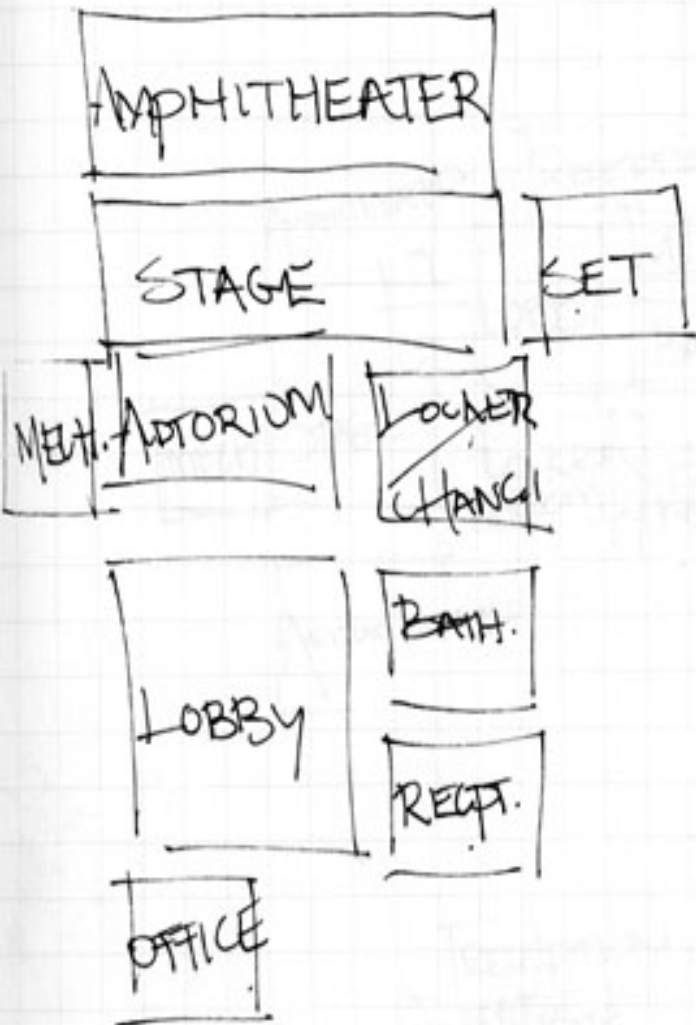 AMPHITHEATER
STAGE
SET
MECH.
ADTORIUM
LOCKER
CHANG.
BATH.
LOBBY
RECPT.
OFFICE